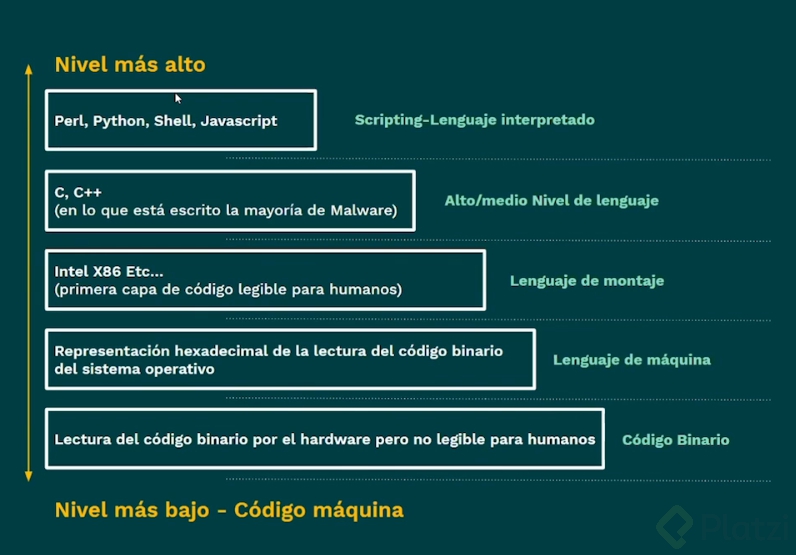 Nivel más alto
Perl, Python, Shell, Javascript
Scripting-Lenguaje interpretado
C, C++
(en lo que está escrito la mayoría de Malware)
Alto/medio Nivel de lenguaje
Intel X86 Etc...
(primera capa de código legible para humanos)
Lenguaje de montaje
Representación hexadecimal de la lectura del código binario
del sistema operativo
Lenguaje de máquina
Lectura del código binario por el hardware pero no legible para humanos
Código Binario
Nivel más bajo - Código máquina
Platzi